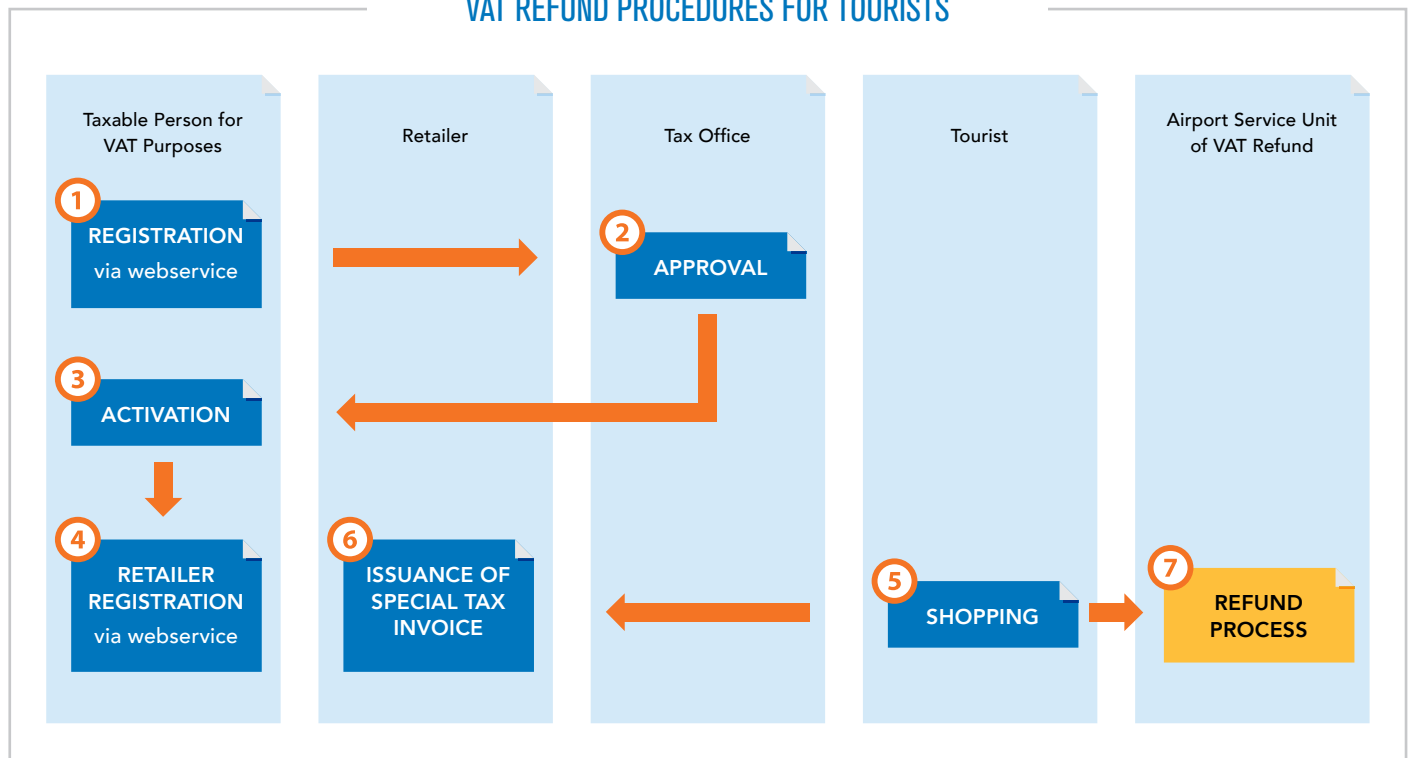 VAT REFUND PROCEDURES FOR TOURISTS
Taxable Person for
VAT Purposes
Retailer
Tax Office
Tourist
Airport Service Unit
of VAT Refund
1
REGISTRATION
via webservice
2
APPROVAL
3
ACTIVATION
4
RETAILER
REGISTRATION
via webservice
6
ISSUANCE OF
SPECIAL TAX
INVOICE
5
SHOPPING
7
REFUND
PROCESS